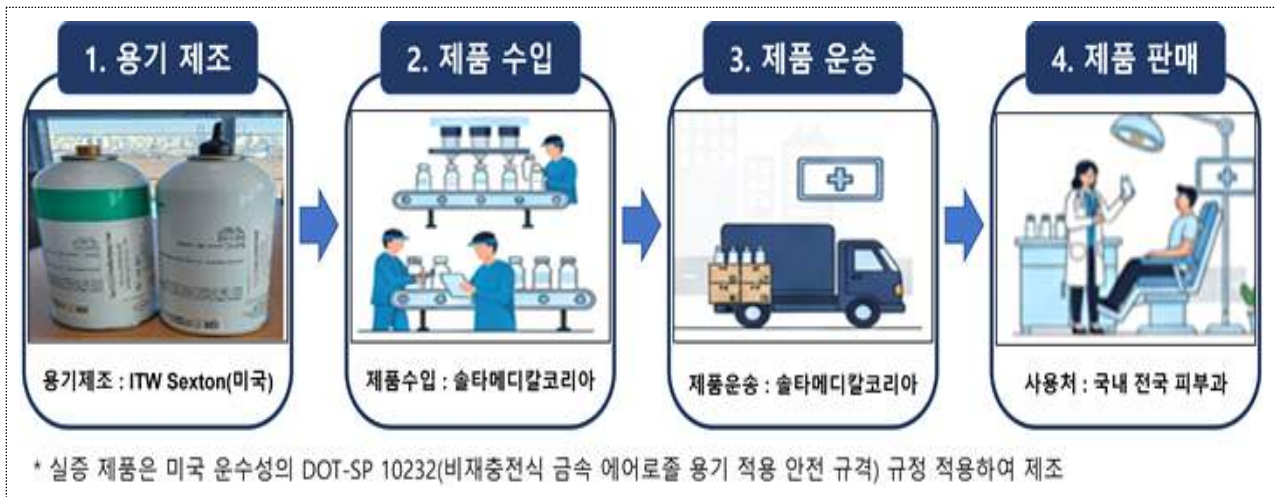 1. 용기 제조
2. 제품 수입
3. 제품 운송
4. 제품 판매
용기제조 : ITW Sexton(미국)
제품수입 : 솔타메디칼코리아
제품운송 : 솔타메디칼코리아
사용처 : 국내 전국 피부과
* 실증 제품은 미국 운수성의 DOT-SP 10232(비재충전식 금속 에어로졸 용기 적용 안전 규격) 규정 적용하여 제조